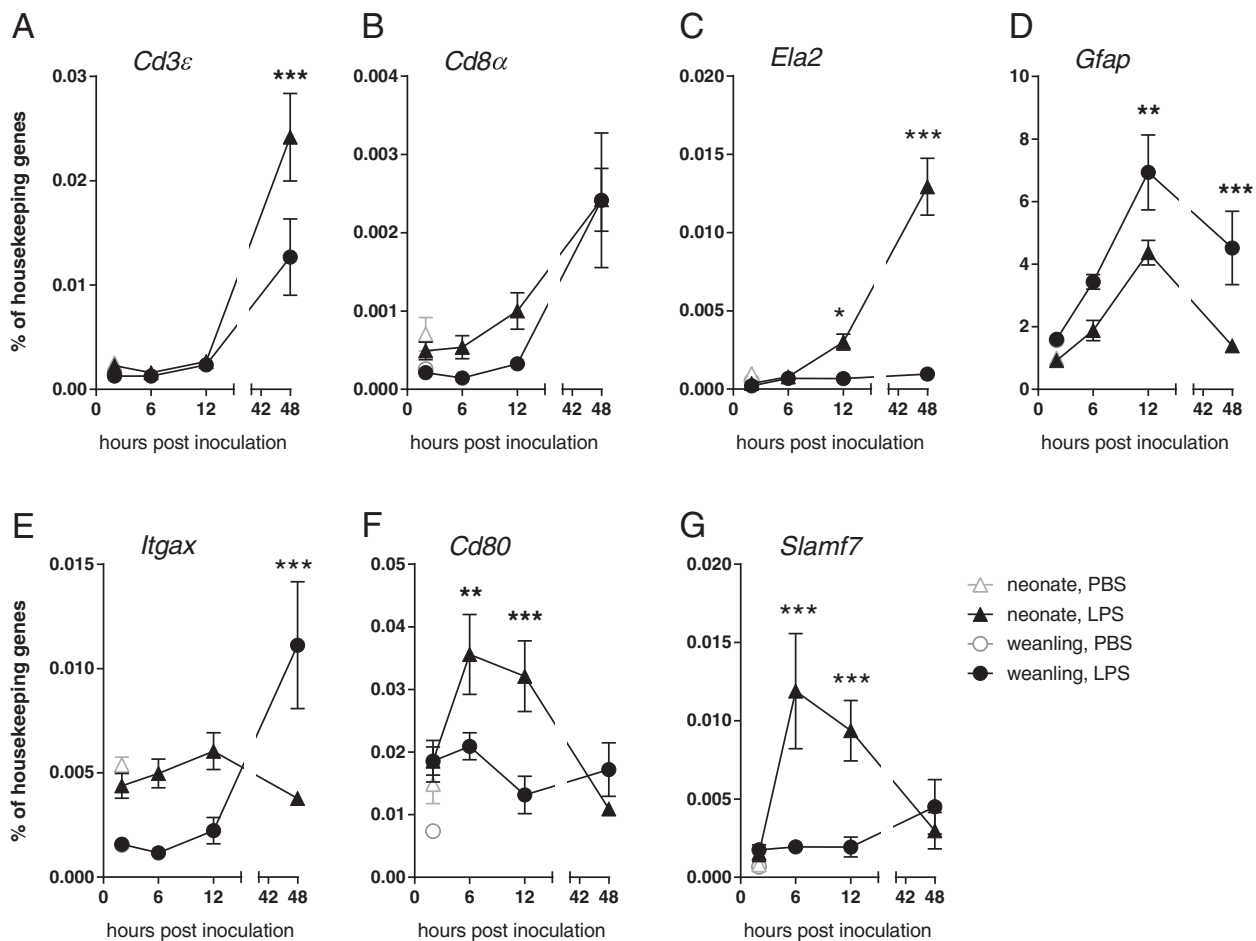 A
B
C
D
Cd3ε
Cd8α
Ela2
Gfap
% of housekeeping genes
0.03
0.02
0.01
0.00
***
0 6 12 42 48
hours post inoculation
0.004
0.003
0.002
0.001
0.000
0 6 12 42 48
hours post inoculation
0.020
0.015
0.010
0.005
0.000
*
***
0 6 12 42 48
hours post inoculation
10
8
6
4
2
0
**
***
0 6 12 42 48
hours post inoculation
E
F
G
Itgax
Cd80
Slamf7
% of housekeeping genes
0.015
0.010
0.005
0.000
***
0 6 12 42 48
hours post inoculation
0.05
0.04
0.03
0.02
0.01
0.00
**
***
0 6 12 42 48
hours post inoculation
0.020
0.015
0.010
0.005
0.000
***
***
0 6 12 42 48
hours post inoculation
neonate, PBS
neonate, LPS
weanling, PBS
weanling, LPS